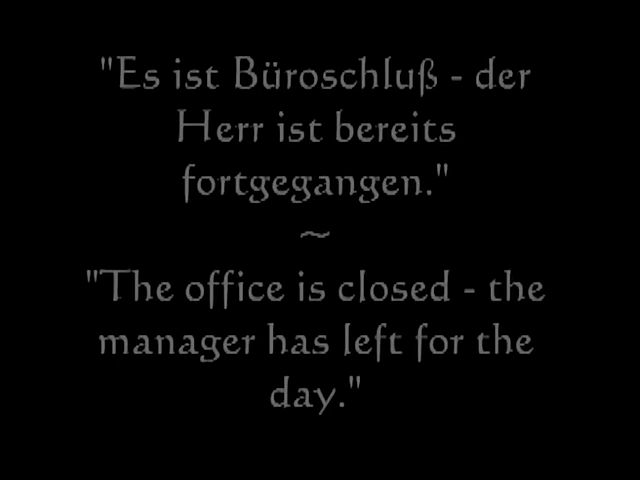 "Es ist Büroschluß - der
Herr ist bereits
fortgegangen."
~
"The office is closed - the
manager has left for the
day."